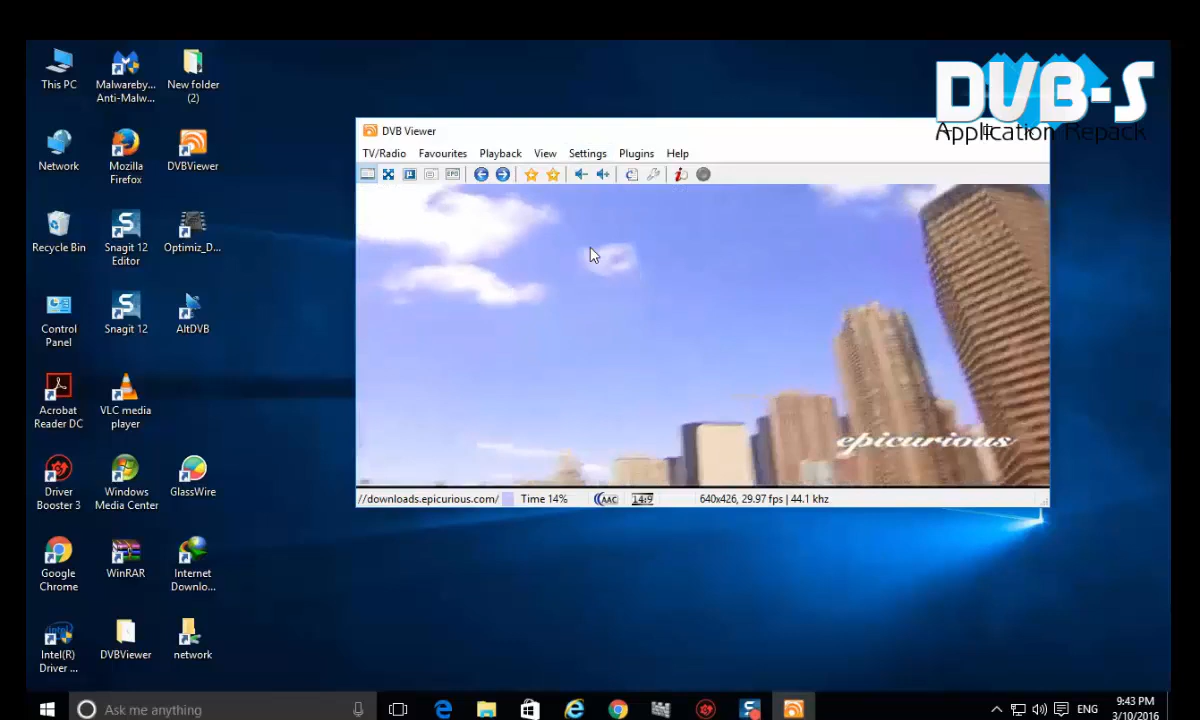 DVB-S
Application Repack
This PC
Malwareby...
Anti-Malw...
New folder
(2)
Network
Mozilla
Firefox
DVBViewer
Recycle Bin
Snagit 12
Editor
Optimiz_D...
Control
Panel
Snagit 12
AltDVB
Acrobat
Reader DC
VLC media
player
Driver
Booster 3
Windows
Media Center
GlassWire
Google
Chrome
WinRAR
Internet
Downlo...
Intel(R)
Driver ...
DVBViewer
network
DVB Viewer
TV/Radio Favourites Playback View Settings Plugins Help
EPG
epicurious
//downloads.epicurious.com/ Time 14% AAC 14:9 640x426, 29.97 fps | 44.1 khz
Ask me anything
ENG
9:43 PM
3/10/2016